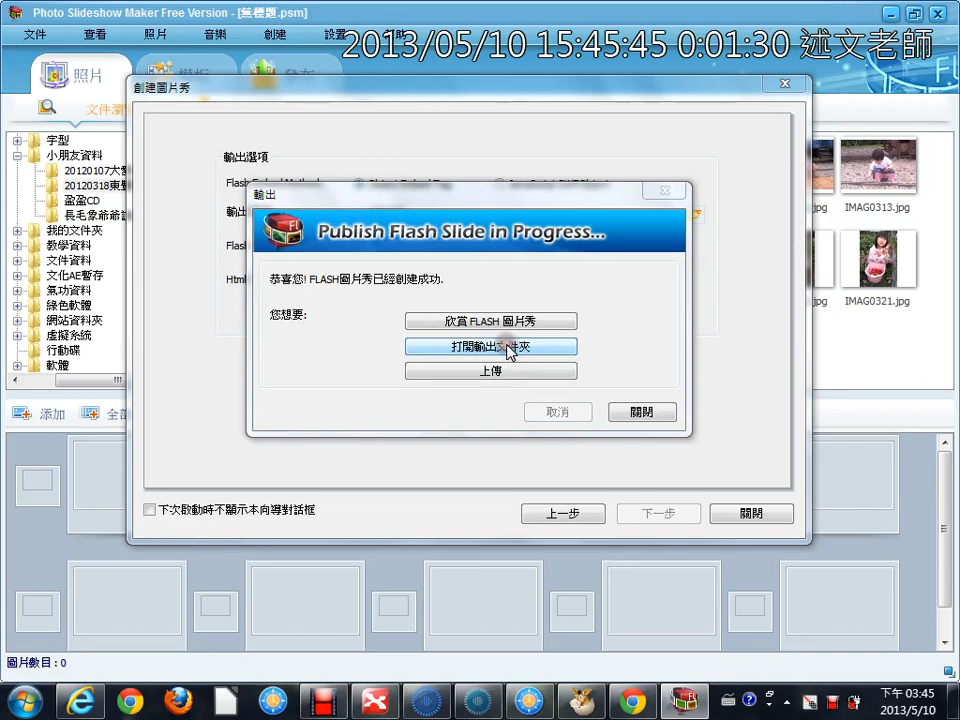 Photo Slideshow Maker Free Version - [無標題.psm]
文件 查看 照片 音樂 創建 設置
2013/05/10 15:45:45 0:01:30 述文老師
照片
創建圖片秀
文件瀏
字型
小朋友資料
20120107大
20120318東
盈盈CD
長毛象爺爺
我的文件夾
教學資料
文件資料
文化AE暫存
氣功資料
綠色軟體
網站資料夾
虛擬系統
行動碟
軟體
輸出選項
Flash
輸出
Flash
Html
輸出
Publish Flash Slide in Progress...
恭喜您! FLASH圖片秀已經創建成功.
您想要:
欣賞 FLASH 圖片秀
打開輸出文件夾
上傳
取消 關閉
jpg IMAG0313.jpg
jpg IMAG0321.jpg
添加 全部
下次啟動時不顯示本向導對話框
上一步 下一步 關閉
圖片數目 : 0
下午 03:45
2013/5/10